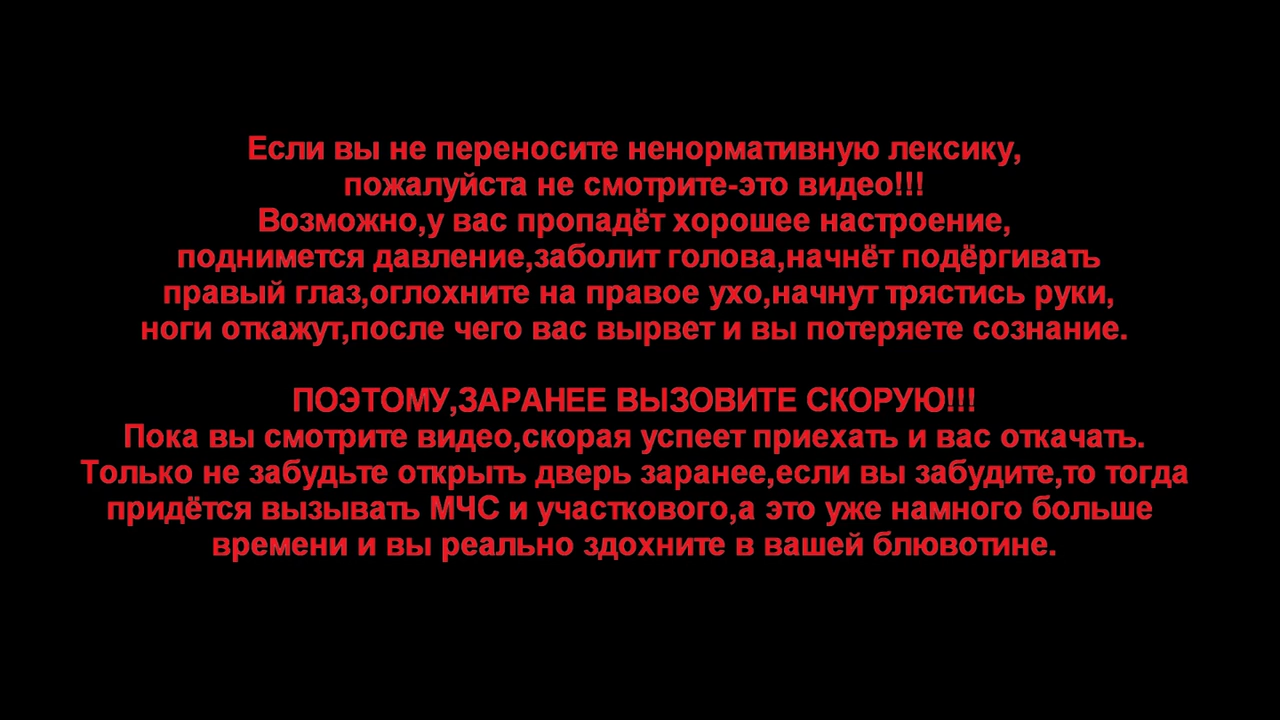 Если вы не переносите ненормативную лексику,
пожалуйста не смотрите-это видео!!!
Возможно,у вас пропадёт хорошее настроение,
поднимется давление,заболит голова,начнёт подёргивать
правый глаз,оглохните на правое ухо,начнут трястись руки,
ноги откажут,после чего вас вырвет и вы потеряете сознание.
ПОЭТОМУ,ЗАРАНЕЕ ВЫЗОВИТЕ СКОРУЮ!!!
Пока вы смотрите видео,скорая успеет приехать и вас откачать.
Только не забудьте открыть дверь заранее,если вы забудите,то тогда
придётся вызывать МЧС и участкового,а это уже намного больше
времени и вы реально здохните в вашей блювотине.